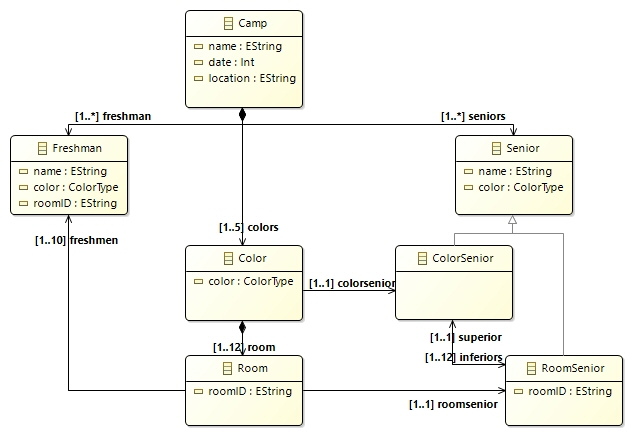 Camp
name : EString
date : Int
location : EString
[1..*] freshman
[1..*] seniors
Freshman
name : EString
color : ColorType
roomID : EString
Senior
name : EString
color : ColorType
[1..10] freshmen
[1..5] colors
Color
color : ColorType
[1..1] colorsenior
ColorSenior
[1..1] superior
[1..12] inferiors
[1..12] room
Room
roomID : EString
[1..1] roomsenior
RoomSenior
roomID : EString